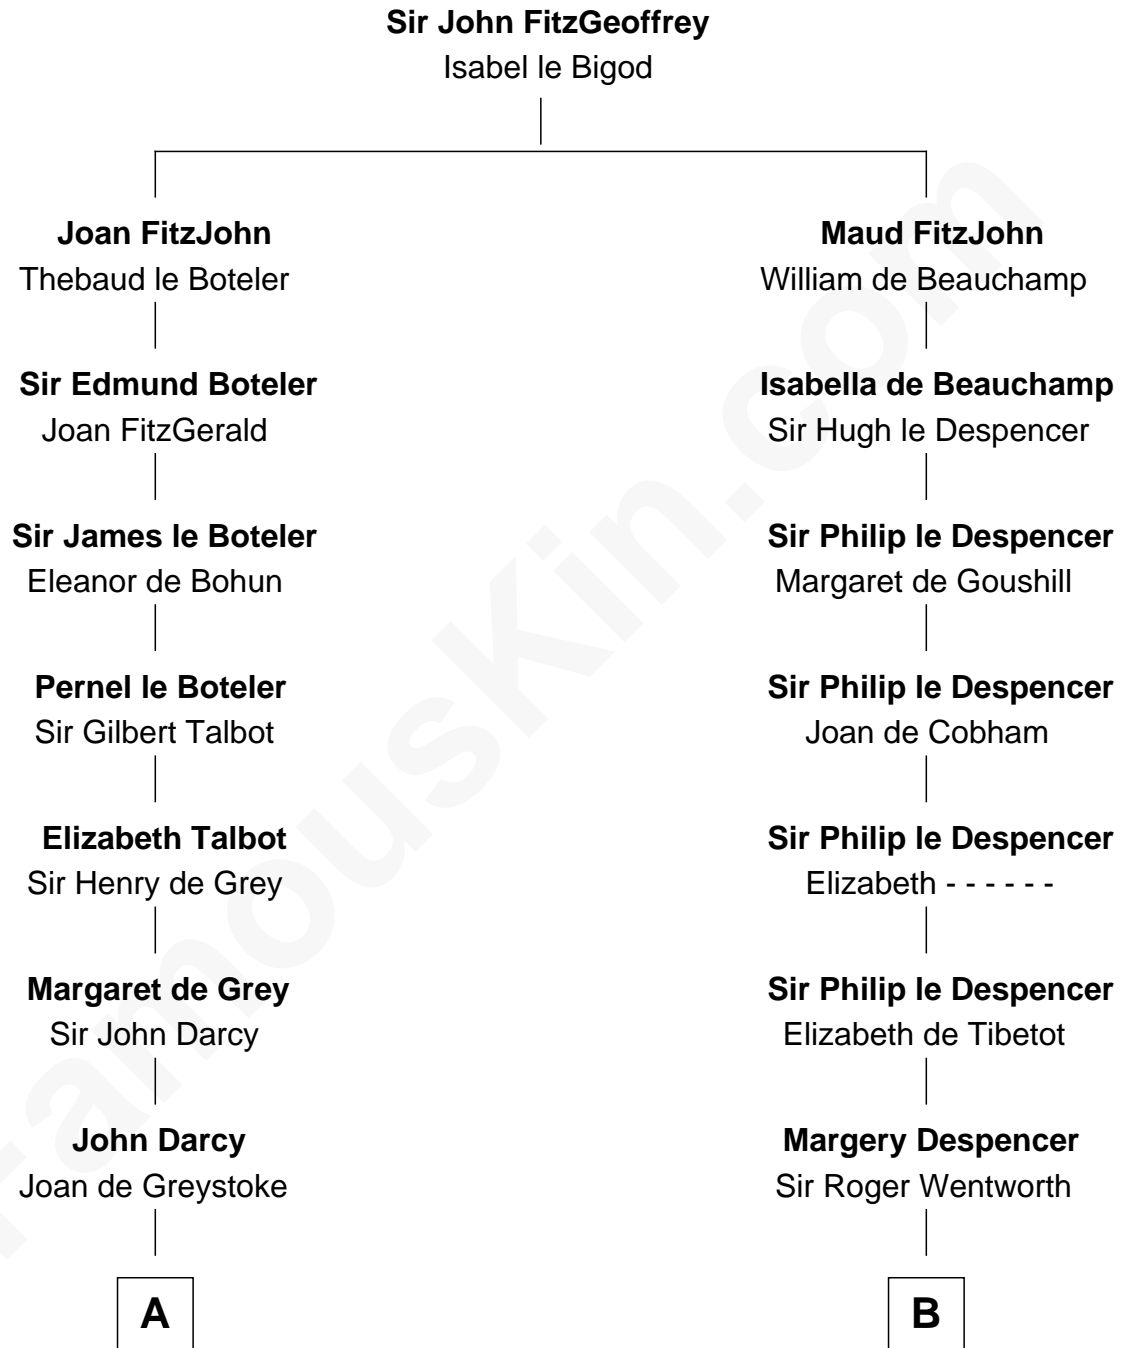 Sir John FitzGeoffrey
Isabel le Bigod
Joan FitzJohn
Thebaud le Boteler
Maud FitzJohn
William de Beauchamp
Sir Edmund Boteler
Joan FitzGerald
Isabella de Beauchamp
Sir Hugh le Despencer
Sir James le Boteler
Eleanor de Bohun
Sir Philip le Despencer
Margaret de Goushill
Pernel le Boteler
Sir Gilbert Talbot
Sir Philip le Despencer
Joan de Cobham
Elizabeth Talbot
Sir Henry de Grey
Sir Philip le Despencer
Elizabeth - - - - - -
Margaret de Grey
Sir John Darcy
Sir Philip le Despencer
Elizabeth de Tibetot
John Darcy
Joan de Greystoke
Margery Despencer
Sir Roger Wentworth
A
B
FamousKin.com